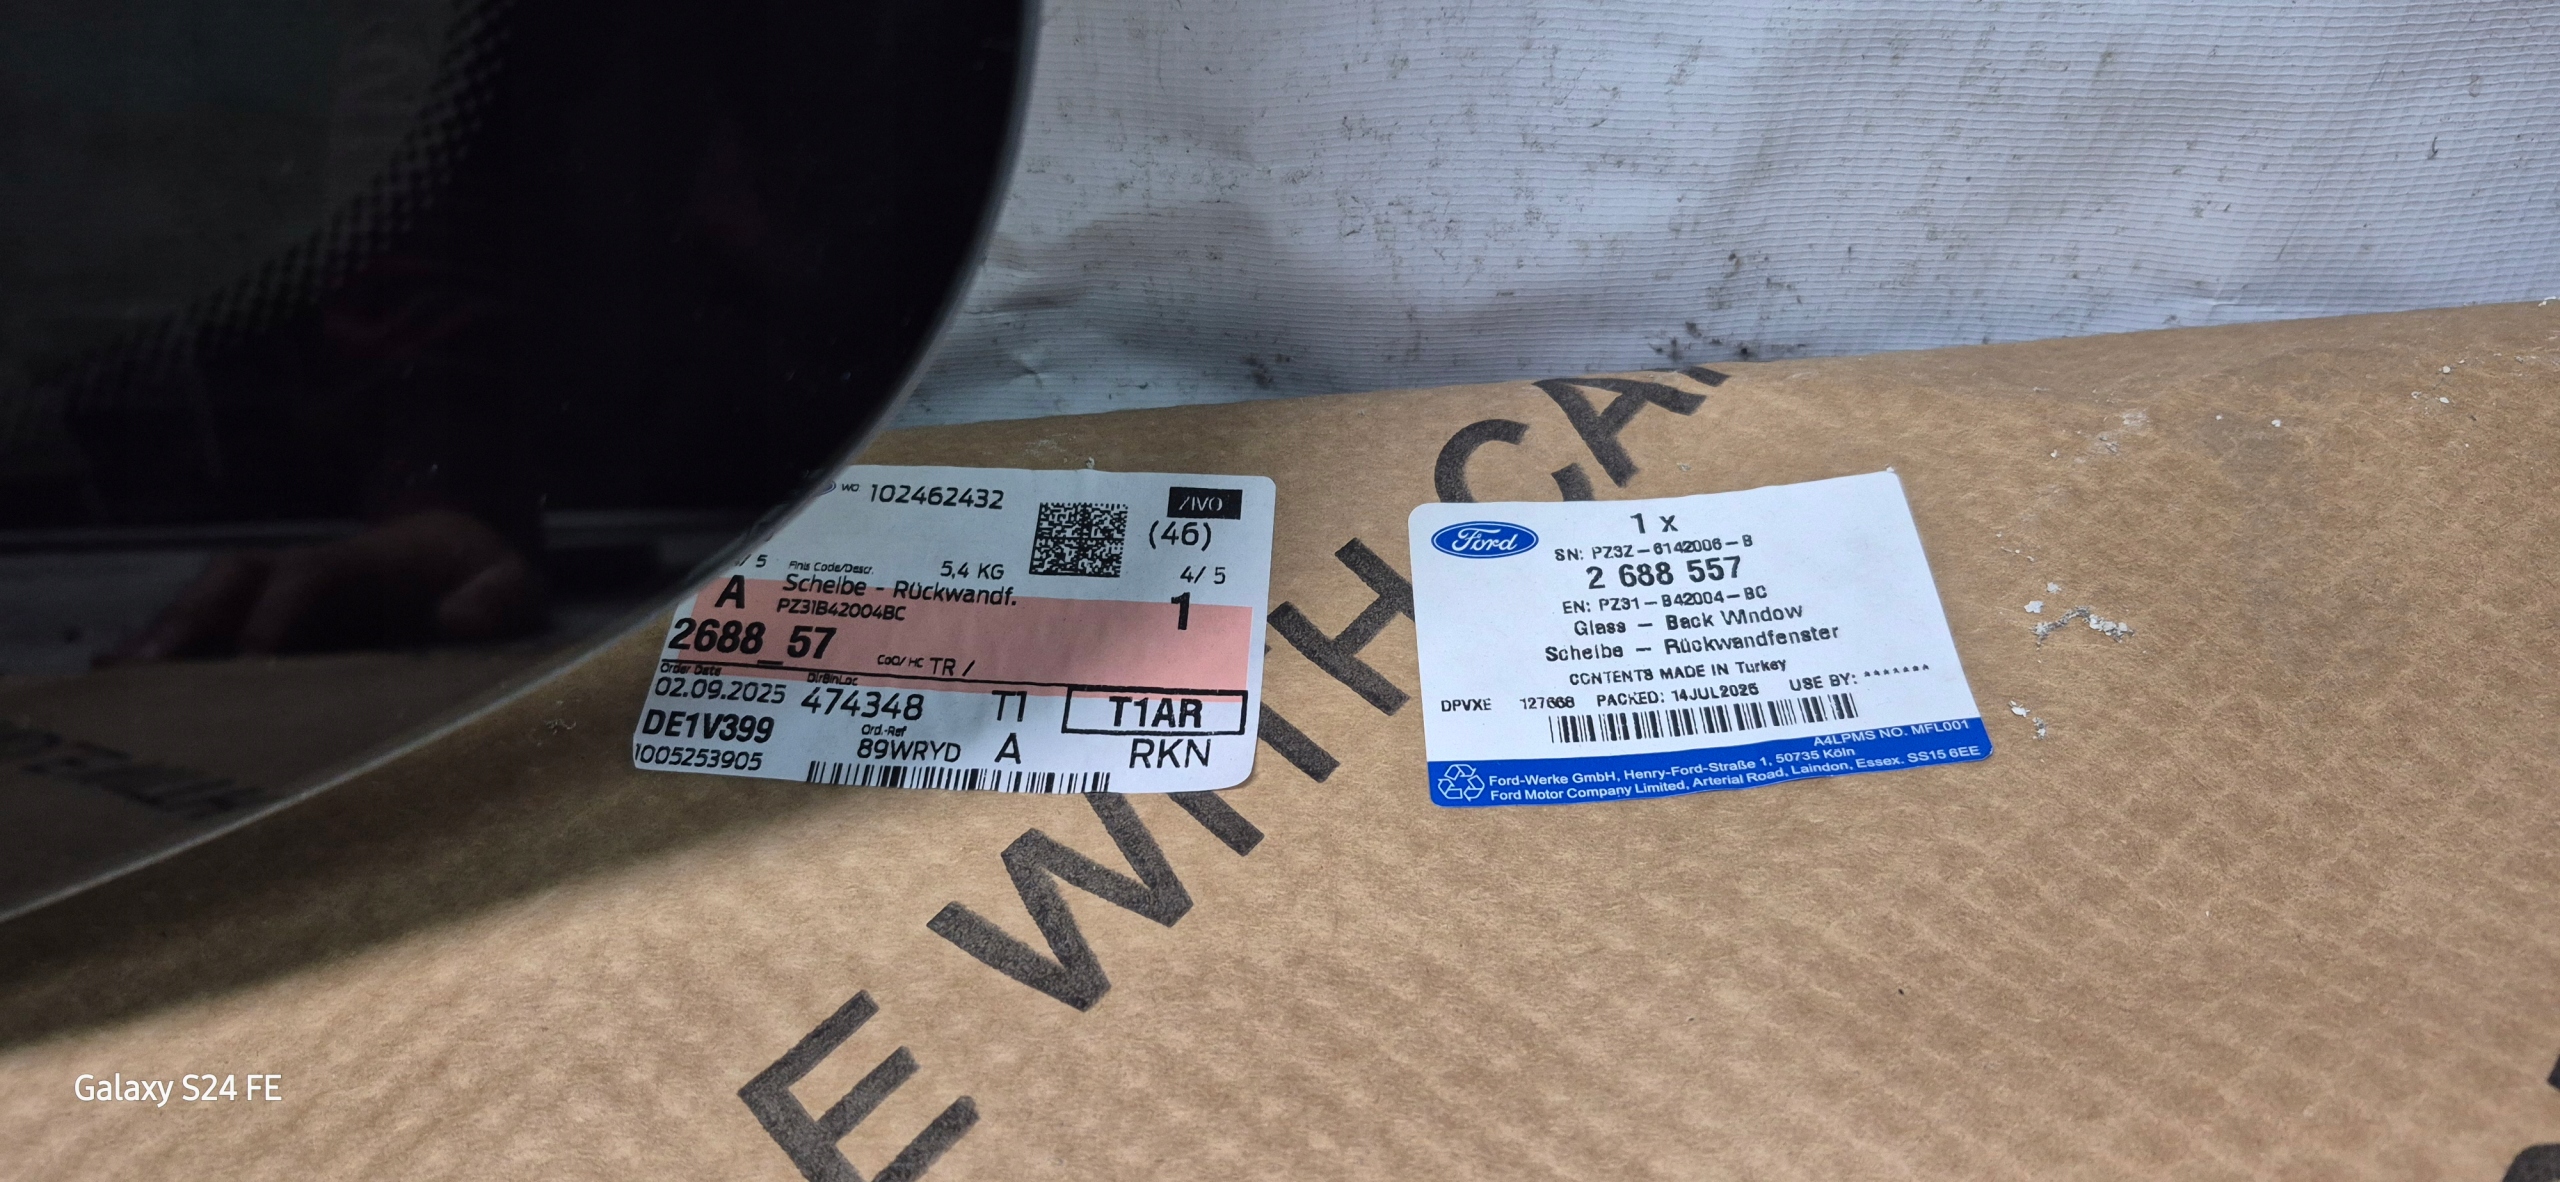 WO 102462432
ZIVO
(46)
/ 5
Finis Code/Descr.
5,4 KG
4/ 5
A Scheibe - Rückwandf.
PZ31B42004BC
1
2688_57
CoO/ HC TR /
Order Date
DlrBinLoc
02.09.2025 474348 T1 T1AR
DE1V399
Ord.-Ref
89WRYD A RKN
1005253905
Ford
1 x
SN: PZ3Z-6142006-B
2 688 557
EN: PZ31-B42004-BC
Glass - Back Window
Scheibe - Rückwandfenster
CONTENTS MADE IN Turkey
DPVXE 127668 PACKED: 14JUL2025 USE BY: *******
A4LPMS NO. MFL001
Ford-Werke GmbH, Henry-Ford-Straße 1, 50735 Köln
Ford Motor Company Limited, Arterial Road, Laindon, Essex. SS15 6EE
E WITH CA
Galaxy S24 FE